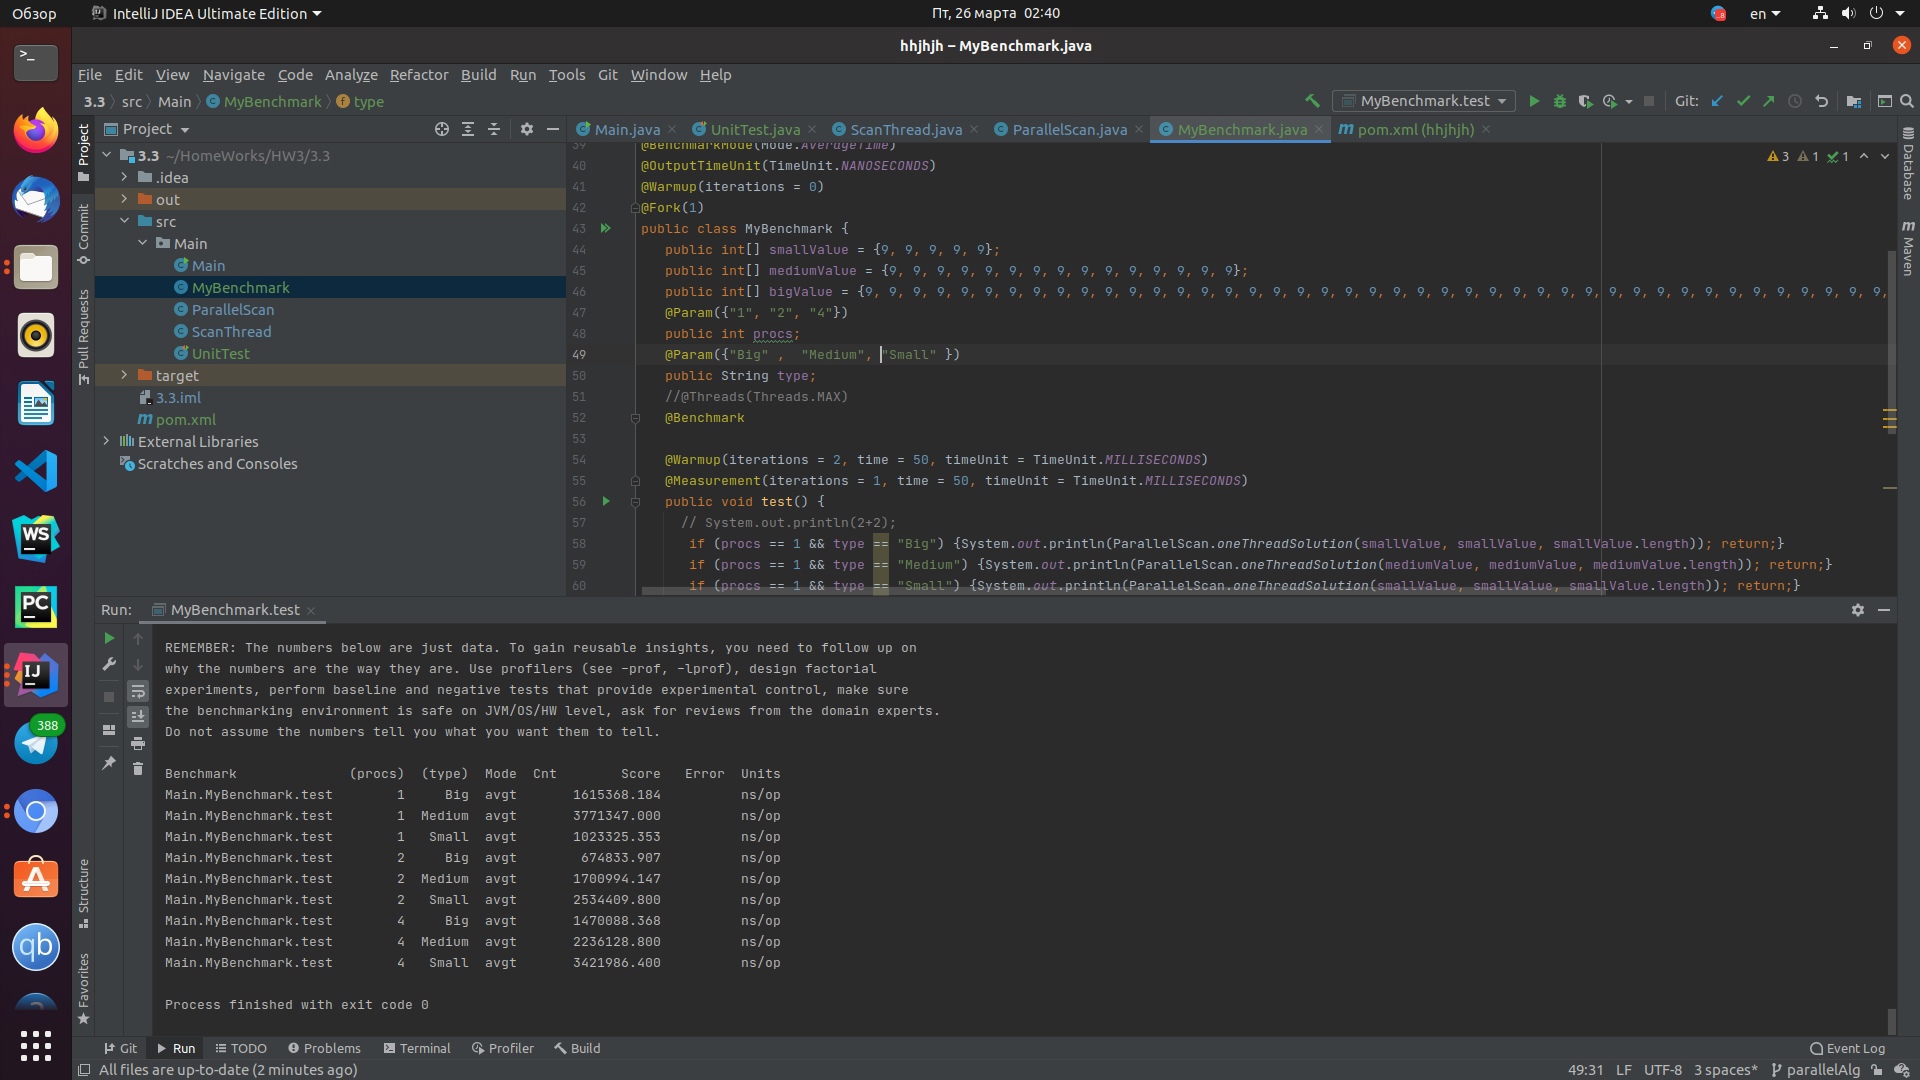 Обзор IntelliJ IDEA Ultimate Edition Пт, 26 марта 02:40 en
hhjhjh – MyBenchmark.java
File Edit View Navigate Code Analyze Refactor Build Run Tools Git Window Help
3.3 src Main MyBenchmark type MyBenchmark.test Git:
Project
Main.java UnitTest.java ScanThread.java ParallelScan.java MyBenchmark.java pom.xml (hhjhjh)
3.3 ~/HomeWorks/HW3/3.3
.idea
out
src
Main
Main
MyBenchmark
ParallelScan
ScanThread
UnitTest
target
3.3.iml
pom.xml
External Libraries
Scratches and Consoles
Project
Commit
Pull Requests
Structure
Favorites
Database
Maven
3 1 1
39 @BenchmarkMode(Mode.AverageTime)
40 @OutputTimeUnit(TimeUnit.NANOSECONDS)
41 @Warmup(iterations = 0)
42 @Fork(1)
43 public class MyBenchmark {
44 public int[] smallValue = {9, 9, 9, 9, 9};
45 public int[] mediumValue = {9, 9, 9, 9, 9, 9, 9, 9, 9, 9, 9, 9, 9, 9, 9};
46 public int[] bigValue = {9, 9, 9, 9, 9, 9, 9, 9, 9, 9, 9, 9, 9, 9, 9, 9, 9, 9, 9, 9, 9, 9, 9, 9, 9, 9, 9, 9, 9, 9, 9, 9, 9, 9, 9, 9, 9, 9, 9, 9, 9, 9, 9,
47 @Param({"1", "2", "4"})
48 public int procs;
49 @Param({"Big" , "Medium", "Small" })
50 public String type;
51 //@Threads(Threads.MAX)
52 @Benchmark
53
54 @Warmup(iterations = 2, time = 50, timeUnit = TimeUnit.MILLISECONDS)
55 @Measurement(iterations = 1, time = 50, timeUnit = TimeUnit.MILLISECONDS)
56 public void test() {
57 // System.out.println(2+2);
58 if (procs == 1 && type == "Big") {System.out.println(ParallelScan.oneThreadSolution(smallValue, smallValue, smallValue.length)); return;}
59 if (procs == 1 && type == "Medium") {System.out.println(ParallelScan.oneThreadSolution(mediumValue, mediumValue, mediumValue.length)); return;}
60 if (procs == 1 && type == "Small") {System.out.println(ParallelScan.oneThreadSolution(smallValue, smallValue, smallValue.length)); return;}
Run: MyBenchmark.test
REMEMBER: The numbers below are just data. To gain reusable insights, you need to follow up on
why the numbers are the way they are. Use profilers (see -prof, -lprof), design factorial
experiments, perform baseline and negative tests that provide experimental control, make sure
the benchmarking environment is safe on JVM/OS/HW level, ask for reviews from the domain experts.
Do not assume the numbers tell you what you want them to tell.
Benchmark (procs) (type) Mode Cnt Score Error Units
Main.MyBenchmark.test 1 Big avgt 1615368.184 ns/op
Main.MyBenchmark.test 1 Medium avgt 3771347.000 ns/op
Main.MyBenchmark.test 1 Small avgt 1023325.353 ns/op
Main.MyBenchmark.test 2 Big avgt 674833.907 ns/op
Main.MyBenchmark.test 2 Medium avgt 1700994.147 ns/op
Main.MyBenchmark.test 2 Small avgt 2534409.800 ns/op
Main.MyBenchmark.test 4 Big avgt 1470088.368 ns/op
Main.MyBenchmark.test 4 Medium avgt 2236128.800 ns/op
Main.MyBenchmark.test 4 Small avgt 3421986.400 ns/op
Process finished with exit code 0
WS
PC
IJ
388
qb
Git Run TODO Problems Terminal Profiler Build Event Log
All files are up-to-date (2 minutes ago) 49:31 LF UTF-8 3 spaces* parallelAlg